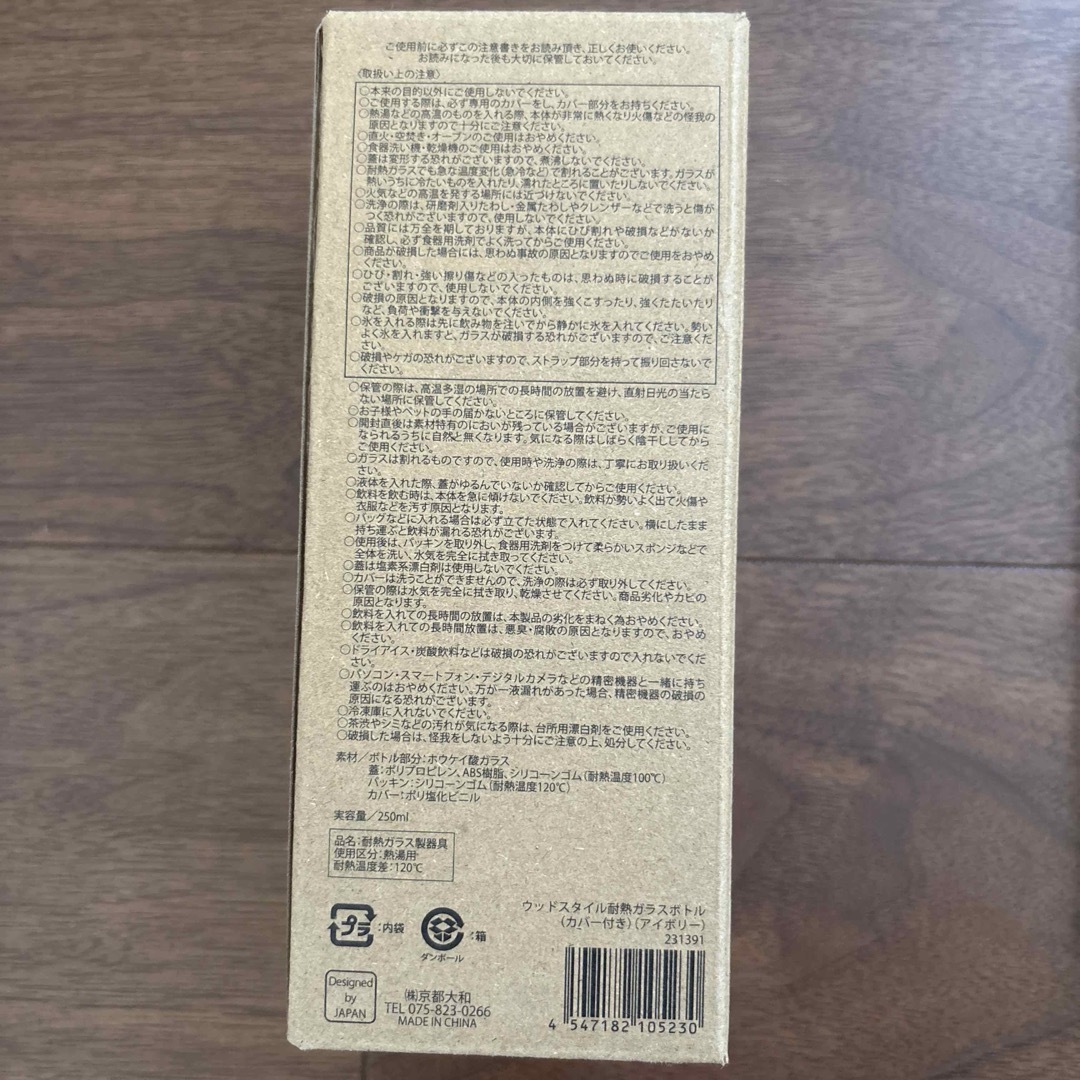 ご使用前に必ずこの注意書きをお読み頂き、正しくお使いください。
お読みになった後も大切に保管しておいてください。
〈取扱い上の注意〉
○本来の目的以外にご使用しないでください。
○ご使用する際は、必ず専用のカバーをし、カバー部分をお持ちください。
○熱湯などの高温のものを入れる際、本体が非常に熱くなり火傷などの怪我の
原因となりますので十分にご注意ください。
○直火・空焚き・オーブンのご使用はおやめください。
○食器洗い機・乾燥機のご使用はおやめください。
○蓋は変形する恐れがございますので、煮沸しないでください。
○耐熱ガラスでも急な温度変化(急冷など)で割れることがございます。ガラスが
熱いうちに冷たいものを入れたり、濡れたところに置いたりしないでください。
○火気などの高温を発する場所には近づけないでください。
○洗浄の際は、研磨剤入りたわし・金属たわしやクレンザーなどで洗うと傷が
つく恐れがございますので、使用しないでください。
○品質には万全を期しておりますが、本体にひび割れや破損などがないか
確認し、必ず食器用洗剤でよく洗ってからご使用ください。
○商品が破損した場合には、思わぬ事故の原因となりますのでご使用をおやめ
ください。
○ひび・割れ・強い擦り傷などの入ったものは、思わぬ時に破損することが
ございますので、使用しないでください。
○破損の原因となりますので、本体の内側を強くこすったり、強くたたいたり
など、負荷や衝撃を与えないでください。
○氷を入れる際は先に飲み物を注いでから静かに氷を入れてください。勢い
よく氷を入れますと、ガラスが破損する恐れがございますので、ご注意くださ
い。
○破損やケガの恐れがございますので、ストラップ部分を持って振り回さないで
ください。
○保管の際は、高温多湿の場所での長時間の放置を避け、直射日光の当たら
ない場所に保管してください。
○お子様やペットの手の届かないところに保管してください。
○開封直後は素材特有のにおいが残っている場合がございますが、ご使用に
なられるうちに自然と無くなります。気になる際はしばらく陰干ししてから
ご使用ください。
○ガラスは割れるものですので、使用時や洗浄の際は、丁寧にお取り扱いくだ
さい。
○液体を入れた際、蓋がゆるんでいないか確認してからご使用ください。
○飲料を飲む時は、本体を急に傾けないでください。飲料が勢いよく出て火傷や
衣服などを汚す原因となります。
○バッグなどに入れる場合は必ず立てた状態で入れてください。横にしたまま
持ち運ぶと飲料が漏れる恐れがございます。
○使用後は、パッキンを取り外し、食器用洗剤をつけて柔らかいスポンジなどで
全体を洗い、水気を完全に拭き取ってください。
○蓋は塩素系漂白剤は使用しないでください。
○カバーは洗うことができませんので、洗浄の際は必ず取り外してください。
○保管の際は水気を完全に拭き取り、乾燥させてください。商品劣化やカビの
原因となります。
○飲料を入れての長時間の放置は、本製品の劣化をまねく為おやめください。
○飲料を入れての長時間放置は、悪臭・腐敗の原因となりますので、おやめ
ください。
○ドライアイス・炭酸飲料などは破損の恐れがございますので入れないでくだ
さい。
○パソコン・スマートフォン・デジタルカメラなどの精密機器と一緒に持ち
運ぶのはおやめください。万が一液漏れがあった場合、精密機器の破損の
原因になる恐れがございます。
○冷凍庫に入れないでください。
○茶渋やシミなどの汚れが気になる際は、台所用漂白剤をご使用ください。
○破損した場合は、怪我をしないよう十分にご注意の上、処分してください。
素材/ボトル部分:ホウケイ酸ガラス
蓋:ポリプロピレン、ABS樹脂、シリコーンゴム(耐熱温度100℃)
パッキン:シリコーンゴム(耐熱温度120℃)
カバー:ポリ塩化ビニル
実容量/250ml
品名:耐熱ガラス製器具
使用区分:熱湯用
耐熱温度差:120℃
ウッドスタイル耐熱ガラスボトル
(カバー付き)(アイボリー)
231391
プラ:内袋
:箱
ダンボール
Designed
by
JAPAN
㈱京都大和
TEL 075-823-0266
MADE IN CHINA
4 547182 105230